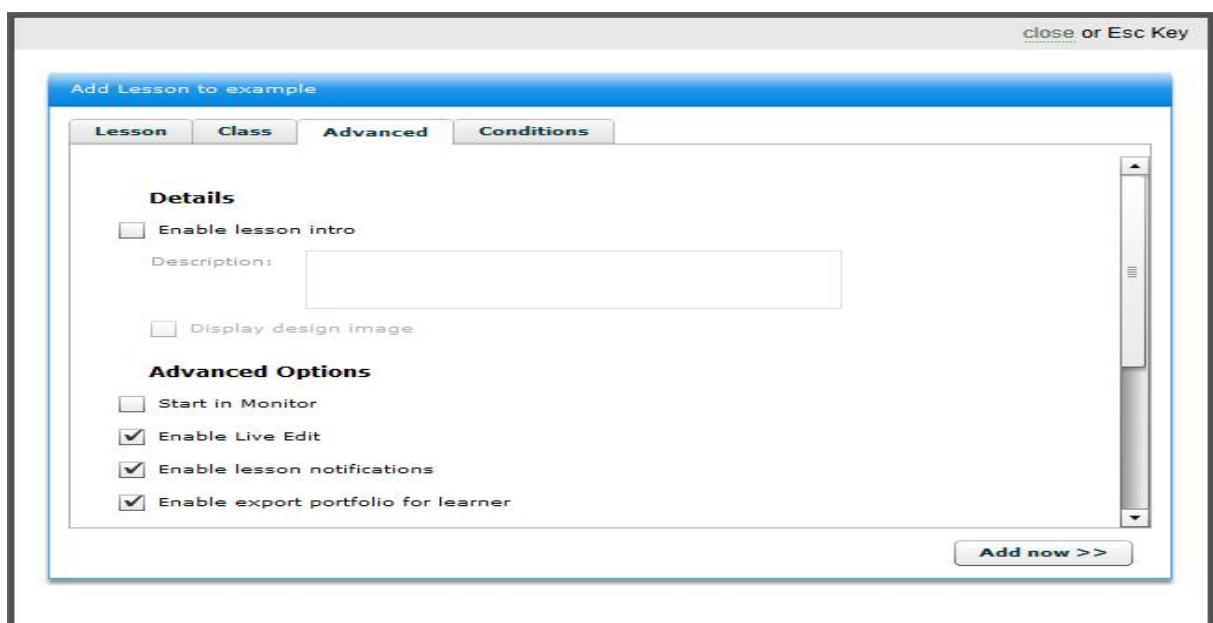 close or Esc Key
Add Lesson to example
Lesson Class Advanced Conditions
Details
Enable lesson intro
Description:
Display design image
Advanced Options
Start in Monitor
Enable Live Edit
Enable lesson notifications
Enable export portfolio for learner
Add now >>